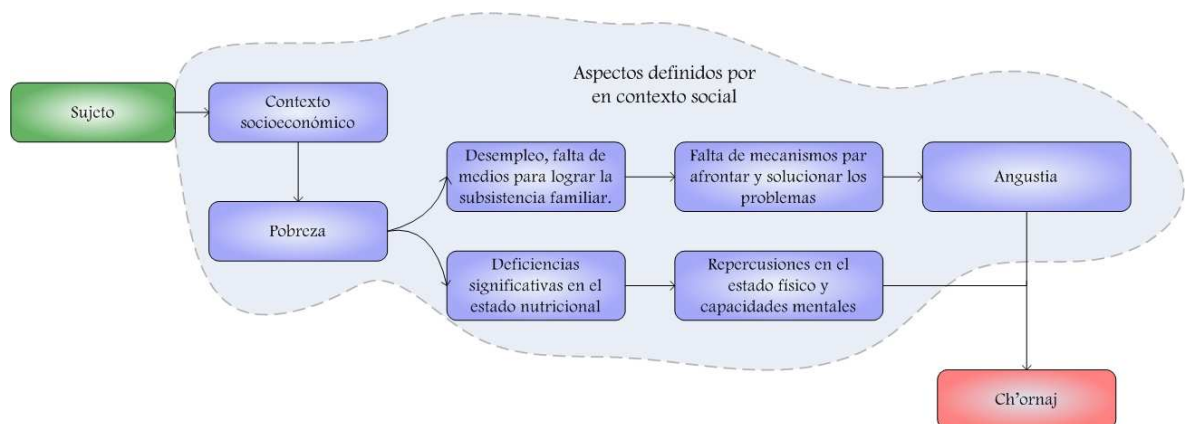 Aspectos definidos por
en contexto social
Sujeto
Contexto
socioeconómico
Pobreza
Desempleo, falta de
medios para lograr la
subsistencia familiar.
Falta de mecanismos par
afrontar y solucionar los
problemas
Angustia
Deficiencias
significativas en el
estado nutricional
Repercusiones en el
estado físico y
capacidades mentales
Ch'ornaj